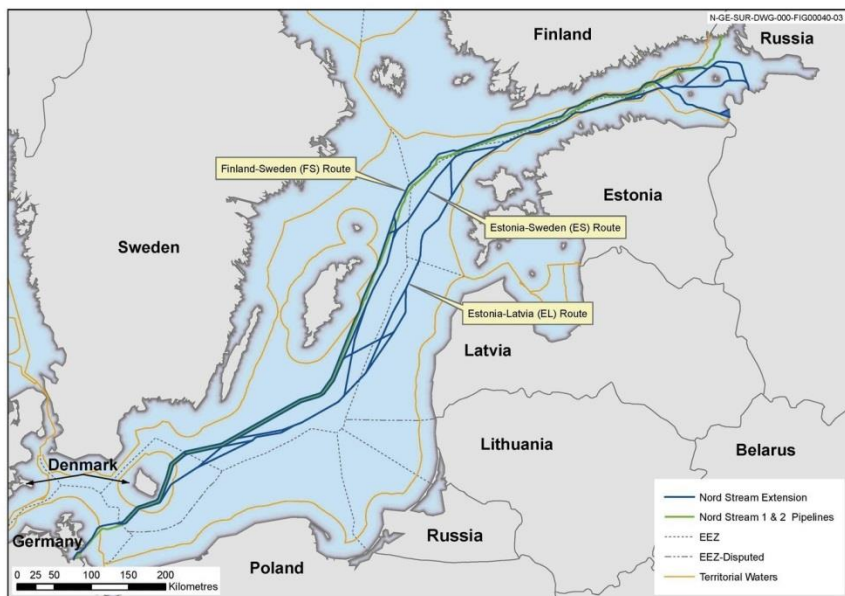 N-GE-SUR-DWG-000-FIG00040-03
Finland
Russia
Finland-Sweden (FS) Route
Estonia
Estonia-Sweden (ES) Route
Sweden
Estonia-Latvia (EL) Route
Latvia
Lithuania
Belarus
Denmark
Russia
Germany
Poland
Nord Stream Extension
Nord Stream 1 & 2 Pipelines
EEZ
EEZ-Disputed
Territorial Waters
0 25 50 100 150 200
Kilometres